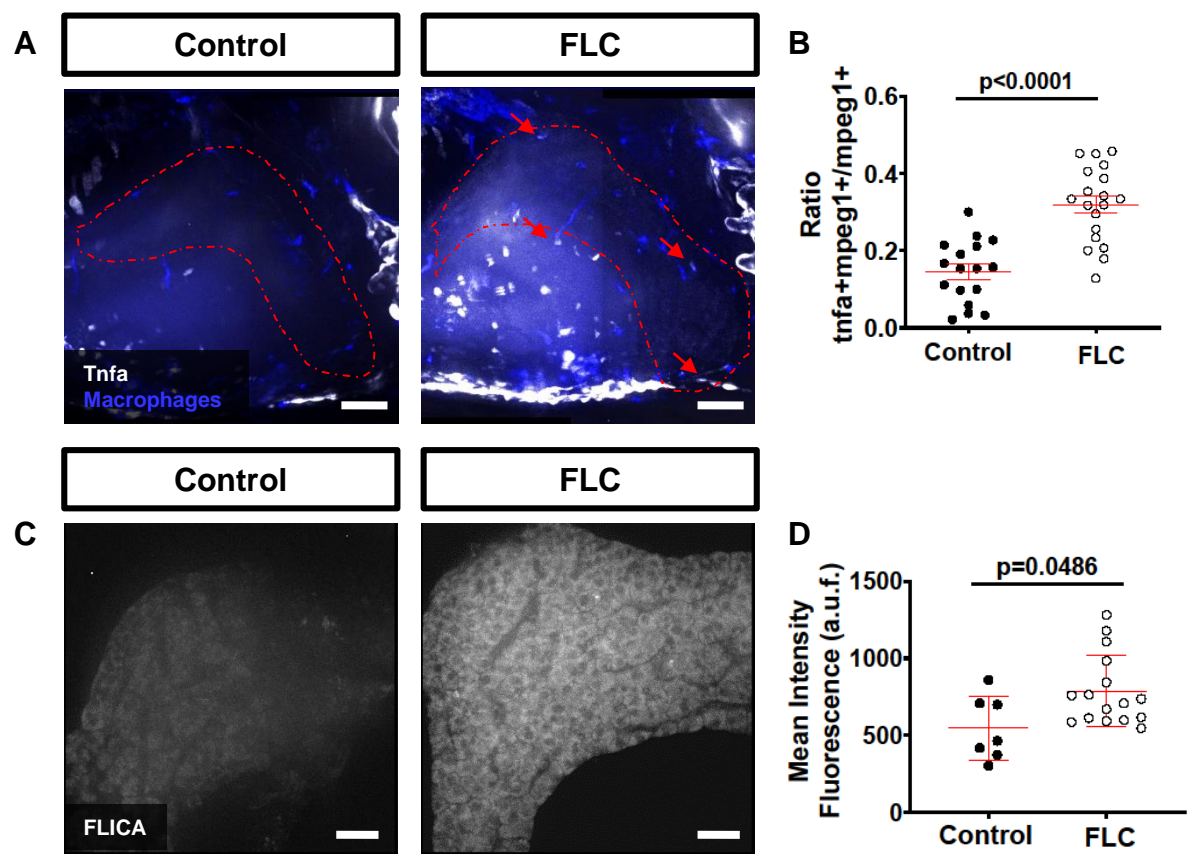 A
Control
FLC
Tnfa
Macrophages
B
p<0.0001
Ratio
tnfa+mpeg1+/mpeg1+
0.6
0.4
0.2
0.0
Control
FLC
C
Control
FLC
FLICA
D
p=0.0486
Mean Intensity
Fluorescence (a.u.f.)
1500
1000
500
0
Control
FLC